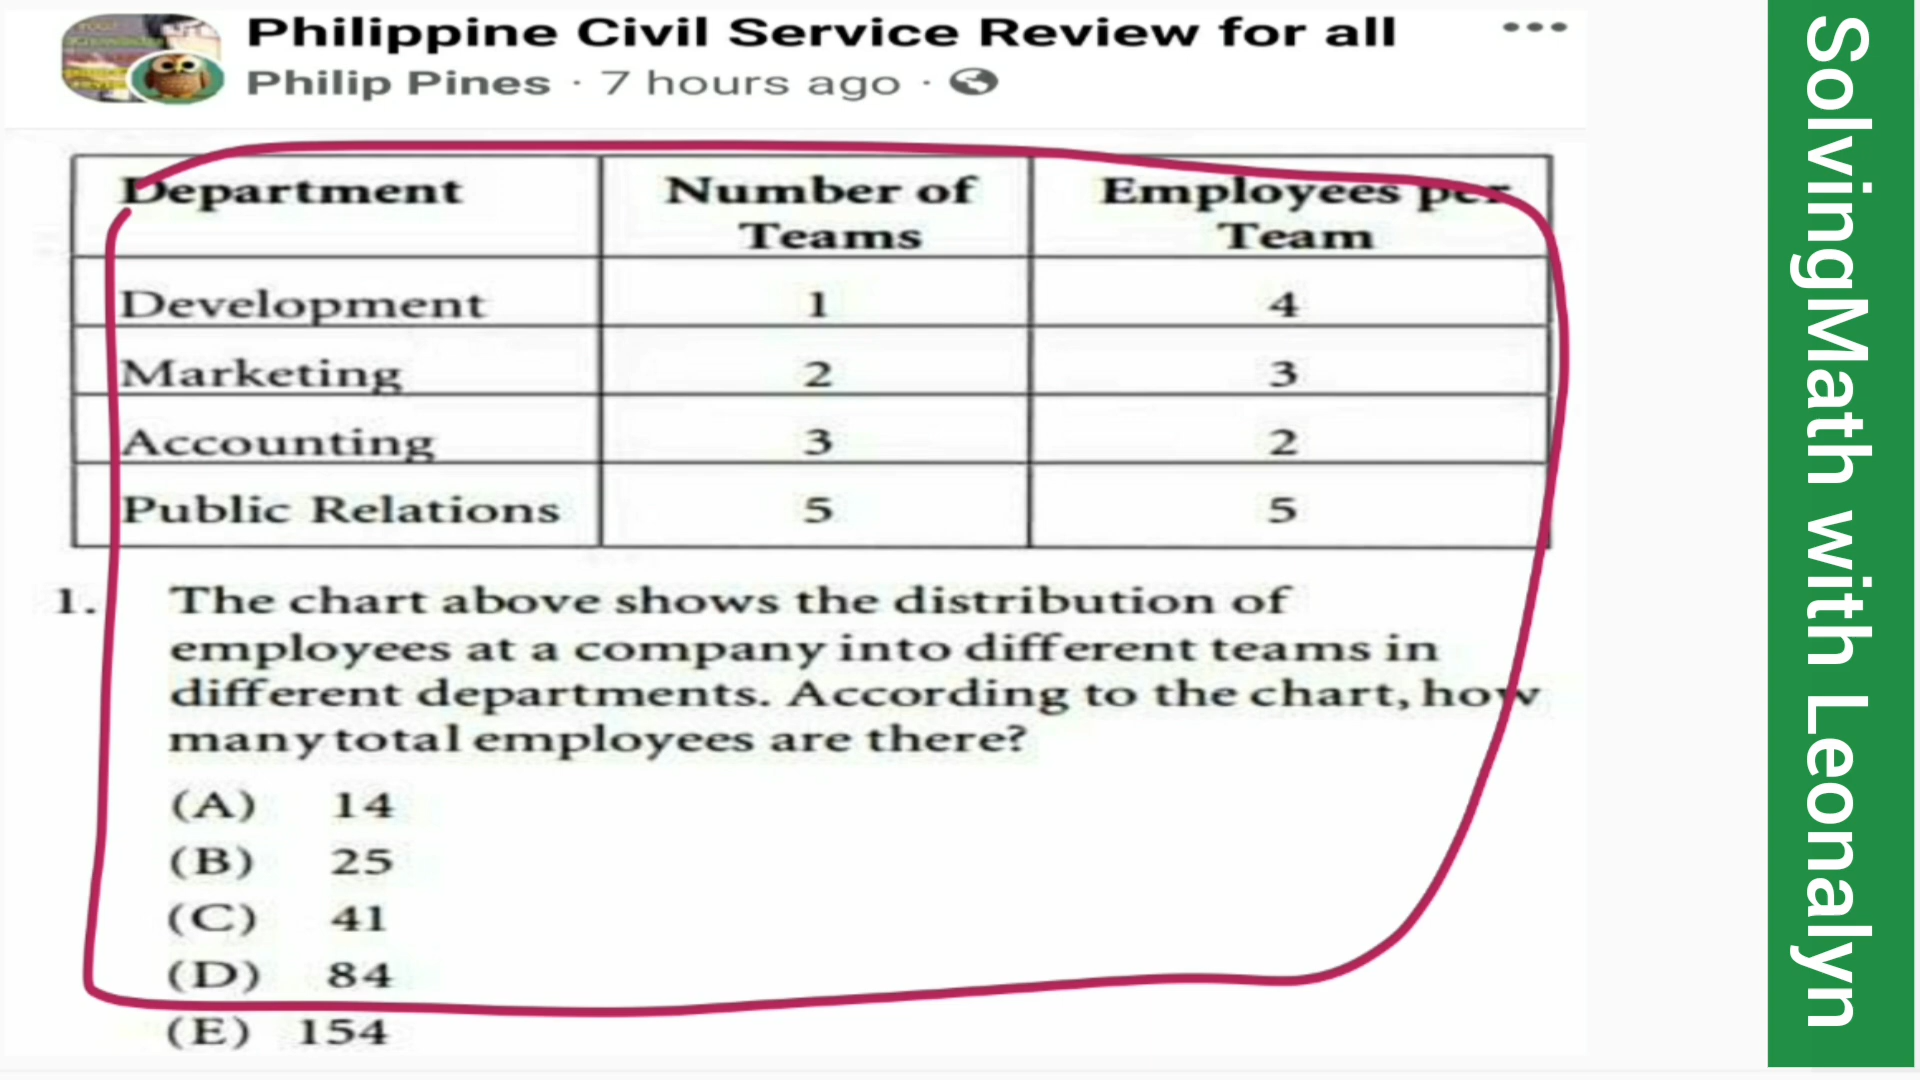 Philippine Civil Service Review for all
Philip Pines · 7 hours ago ·
Department Number of Teams Employees per Team
Development 1 4
Marketing 2 3
Accounting 3 2
Public Relations 5 5
1. The chart above shows the distribution of
employees at a company into different teams in
different departments. According to the chart, how
many total employees are there?
(A) 14
(B) 25
(C) 41
(D) 84
(E) 154
SolvingMath with Leonalyn